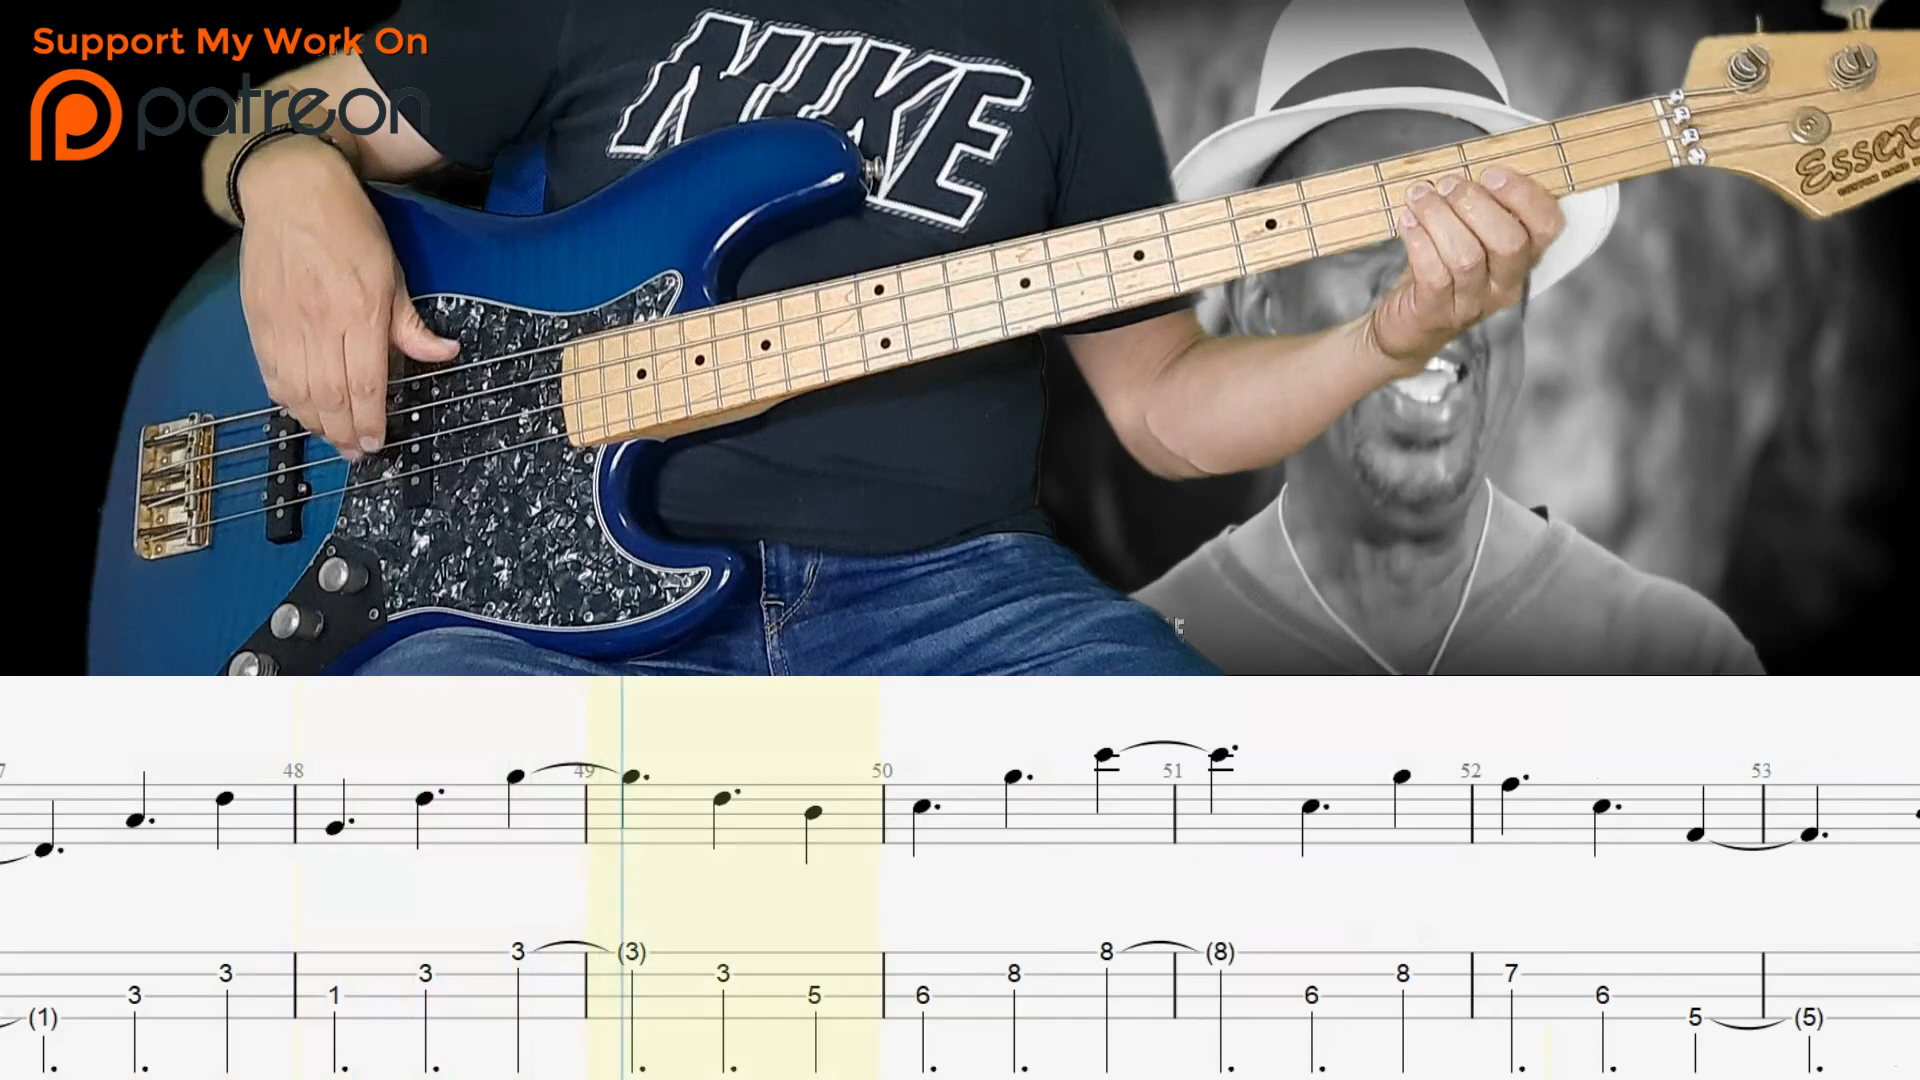 Support My Work On
patreon
NIKE
Essex
7 48 49 50 51 52 53
3 (3) 8 (8)
3 3 3 8 8 7
3 1 5 6 6 6
(1) 5 (5)